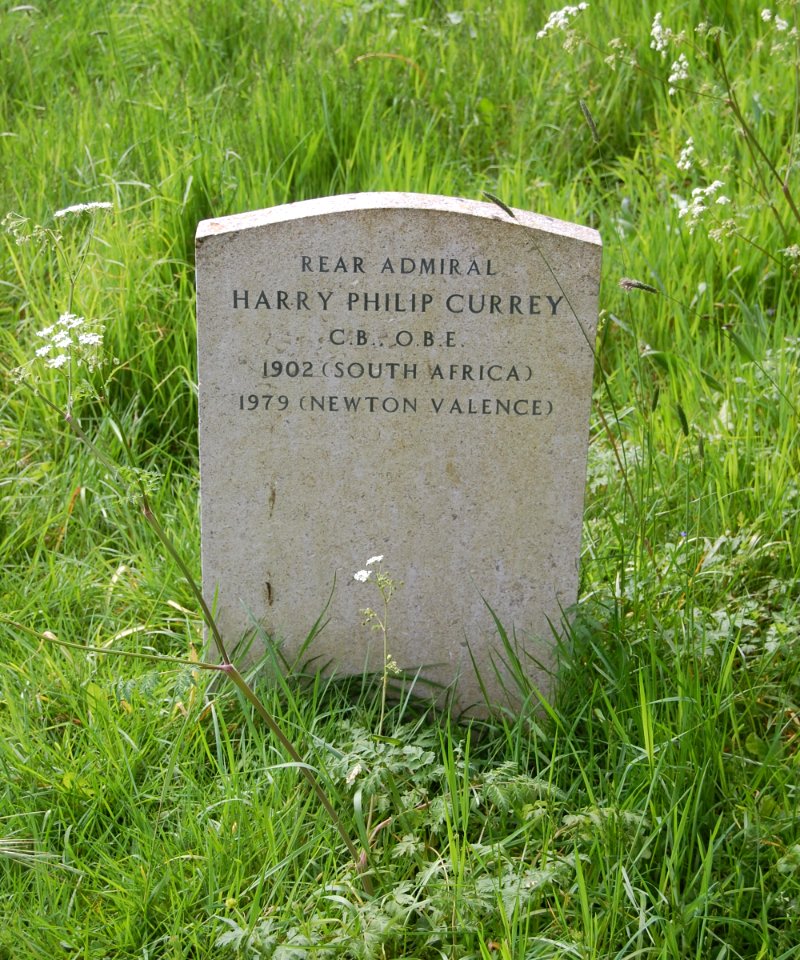 REAR ADMIRAL
HARRY PHILIP CURREY
C.B., O.B.E.
1902 (SOUTH AFRICA)
1979 (NEWTON VALENCE)